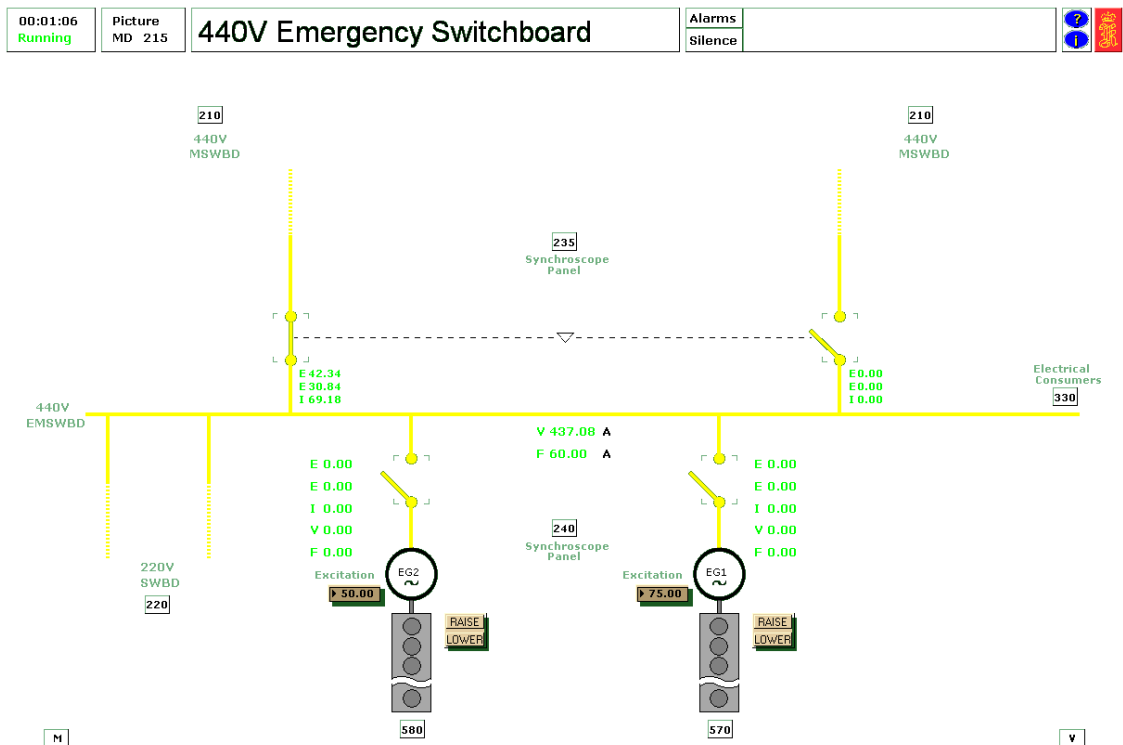 00:01:06
Running
Picture
MD 215
440V Emergency Switchboard
Alarms
Silence
?
i
210
440V
MSWBD
210
440V
MSWBD
235
Synchroscope
Panel
E 42.34
E 30.84
I 69.18
E 0.00
E 0.00
I 0.00
Electrical
Consumers
330
440V
EMSWBD
V 437.08 A
F 60.00 A
E 0.00
E 0.00
I 0.00
V 0.00
F 0.00
E 0.00
E 0.00
I 0.00
V 0.00
F 0.00
240
Synchroscope
Panel
220V
SWBD
220
Excitation
50.00
EG2
Excitation
75.00
EG1
RAISE
LOWER
RAISE
LOWER
580
570
M
V